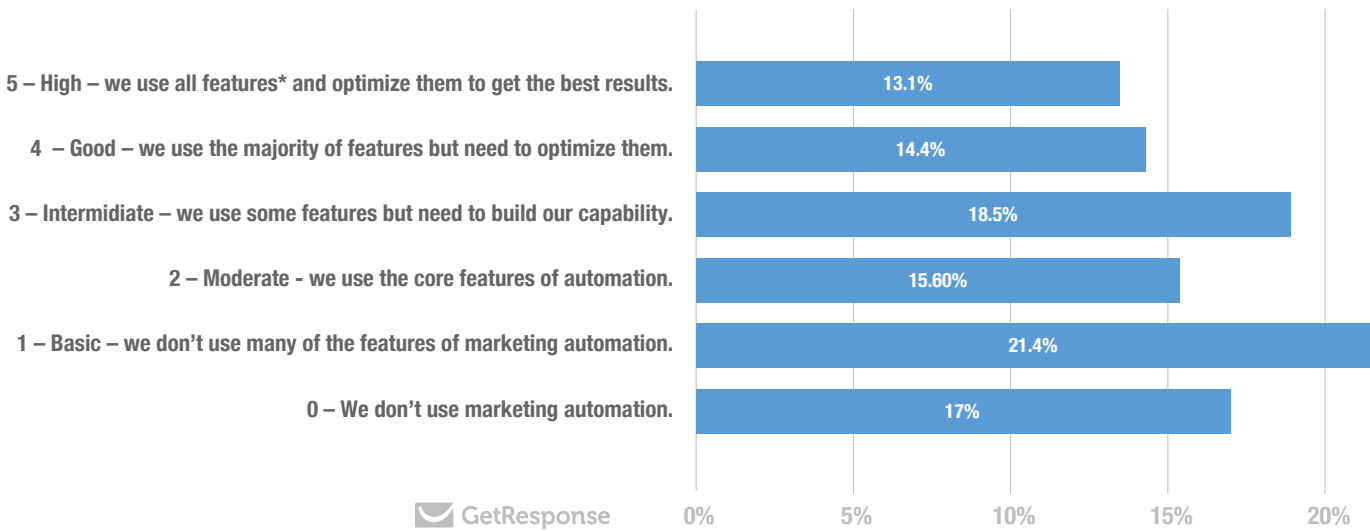 5 – High – we use all features* and optimize them to get the best results.
13.1%
4 – Good – we use the majority of features but need to optimize them.
14.4%
3 – Intermidiate – we use some features but need to build our capability.
18.5%
2 – Moderate - we use the core features of automation.
15.60%
1 – Basic – we don’t use many of the features of marketing automation.
21.4%
0 – We don’t use marketing automation.
17%
GetResponse
0% 5% 10% 15% 20%